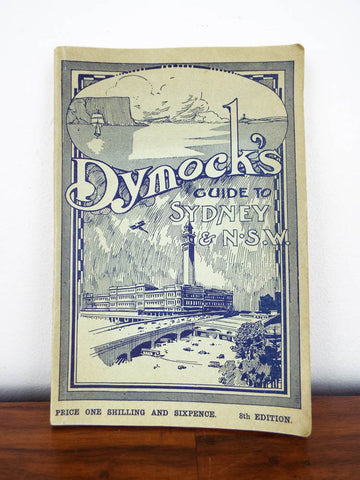 Dymock's
GUIDE TO
SYDNEY
& N.S.W.
PRICE ONE SHILLING AND SIXPENCE. 8th EDITION.